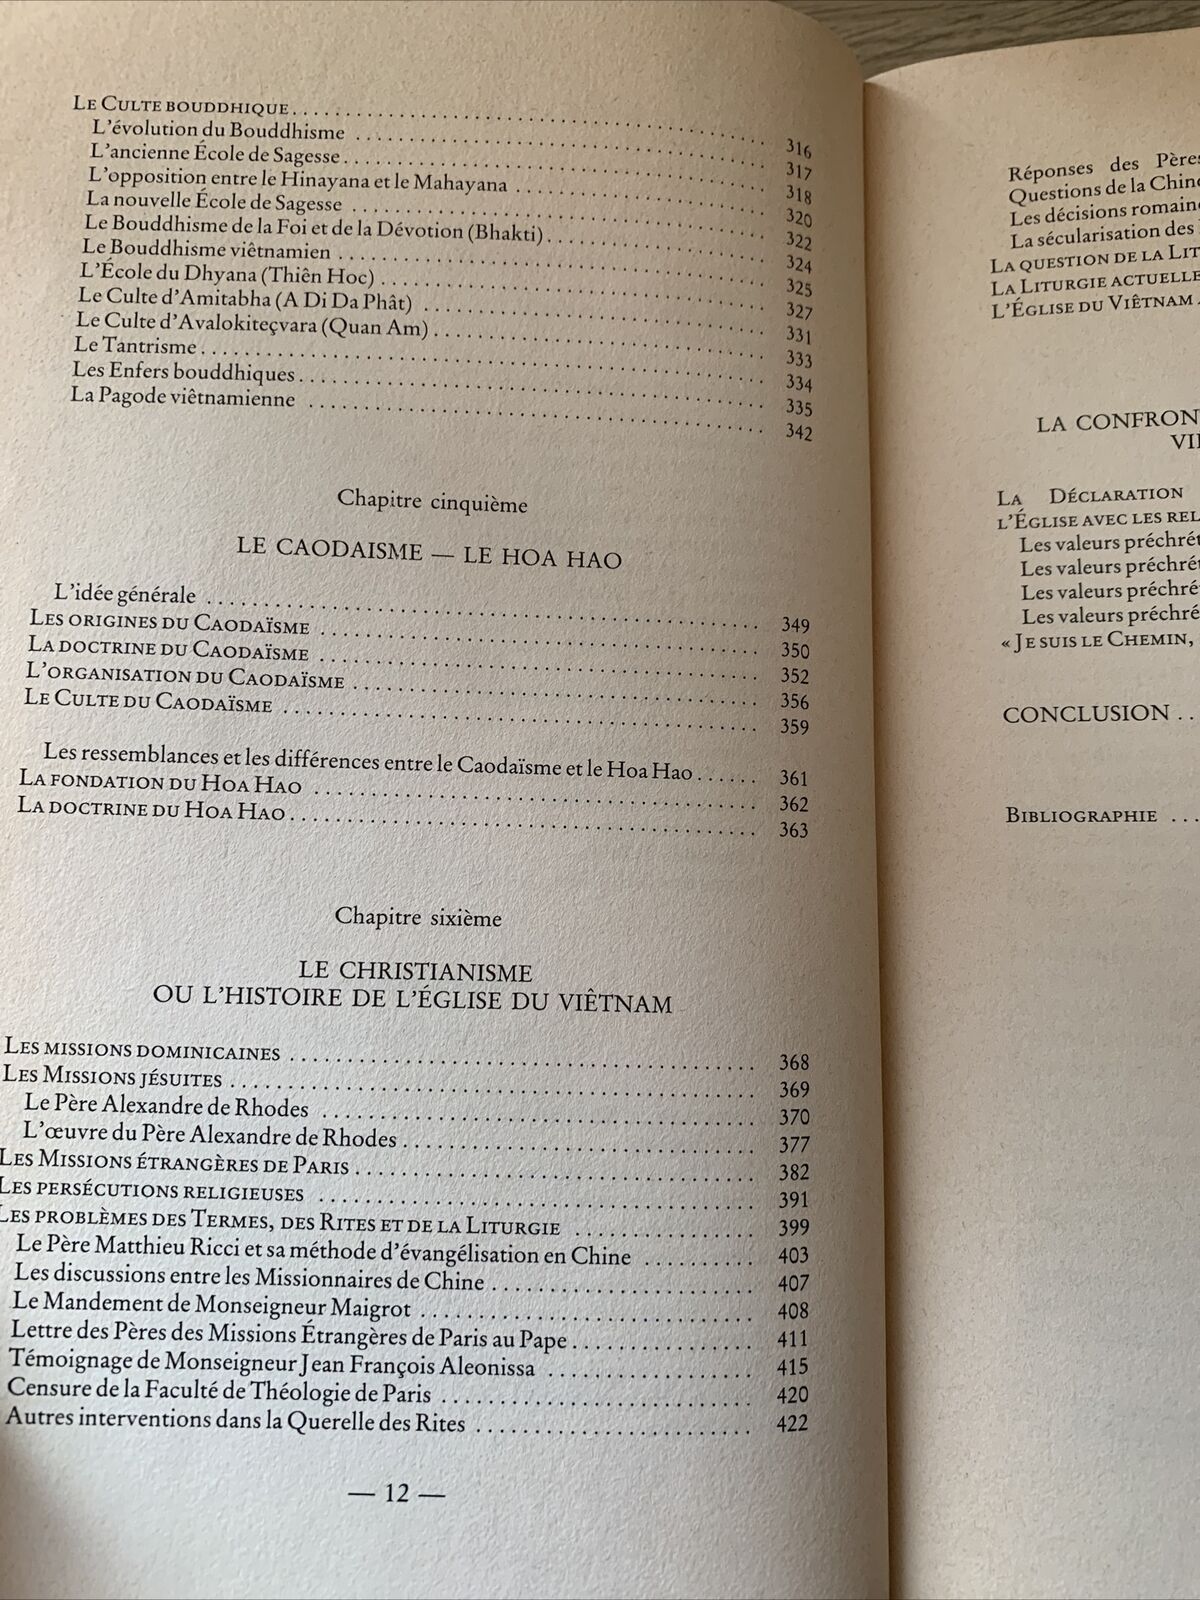 Le Culte bouddhique . . . . . . . . . . . . . . . . . . . . 316
L'évolution du Bouddhisme . . . . . . . . . . . . . . . . . . . . 317
L'ancienne École de Sagesse . . . . . . . . . . . . . . . . . . . . 318
L'opposition entre le Hinayana et le Mahayana . . . . . . . . . . . . . . . . . . . . 320
La nouvelle École de Sagesse . . . . . . . . . . . . . . . . . . . . 322
Le Bouddhisme de la Foi et de la Dévotion (Bhakti) . . . . . . . . . . . . . . . . . . . . 324
Le Bouddhisme viêtnamien . . . . . . . . . . . . . . . . . . . . 325
L'École du Dhyana (Thiên Hoc) . . . . . . . . . . . . . . . . . . . . 327
Le Culte d'Amitabha (A Di Da Phât) . . . . . . . . . . . . . . . . . . . . 331
Le Culte d'Avalokiteçvara (Quan Am) . . . . . . . . . . . . . . . . . . . . 333
Le Tantrisme . . . . . . . . . . . . . . . . . . . . 334
Les Enfers bouddhiques . . . . . . . . . . . . . . . . . . . . 335
La Pagode viêtnamienne . . . . . . . . . . . . . . . . . . . . 342
Chapitre cinquième
LE CAODAISME — LE HOA HAO
L'idée générale . . . . . . . . . . . . . . . . . . . . 349
Les origines du Caodaïsme . . . . . . . . . . . . . . . . . . . . 350
La doctrine du Caodaïsme . . . . . . . . . . . . . . . . . . . . 352
L'organisation du Caodaïsme . . . . . . . . . . . . . . . . . . . . 356
Le Culte du Caodaïsme . . . . . . . . . . . . . . . . . . . . 359
Les ressemblances et les différences entre le Caodaïsme et le Hoa Hao . . . . . . 361
La fondation du Hoa Hao . . . . . . . . . . . . . . . . . . . . 362
La doctrine du Hoa Hao . . . . . . . . . . . . . . . . . . . . 363
Chapitre sixième
LE CHRISTIANISME
OU L'HISTOIRE DE L'ÉGLISE DU VIÊTNAM
Les missions dominicaines . . . . . . . . . . . . . . . . . . . . 368
Les Missions jésuites . . . . . . . . . . . . . . . . . . . . 369
Le Père Alexandre de Rhodes . . . . . . . . . . . . . . . . . . . . 370
L'œuvre du Père Alexandre de Rhodes . . . . . . . . . . . . . . . . . . . . 377
Les Missions étrangères de Paris . . . . . . . . . . . . . . . . . . . . 382
Les persécutions religieuses . . . . . . . . . . . . . . . . . . . . 391
Les problèmes des Termes, des Rites et de la Liturgie . . . . . . . . . . . . 399
Le Père Matthieu Ricci et sa méthode d'évangélisation en Chine . . . . . . . . 403
Les discussions entre les Missionnaires de Chine . . . . . . . . . . . . . . . . . . . . 407
Le Mandement de Monseigneur Maigrot . . . . . . . . . . . . . . . . . . . . 408
Lettre des Pères des Missions Étrangères de Paris au Pape . . . . . . . . . . . . . 411
Témoignage de Monseigneur Jean François Aleonissa . . . . . . . . . . . . . . . 415
Censure de la Faculté de Théologie de Paris . . . . . . . . . . . . . . . . . . . . 420
Autres interventions dans la Querelle des Rites . . . . . . . . . . . . . . . . . . . . 422
— 12 —
Réponses des Pères
Questions de la
Les décisions
La sécularisation des
La question de la
La Liturgie actuelle
L'Église du Viêtnam
LA
La Déclaration
l'Église avec les
Les valeurs
Les valeurs
Les valeurs
Les valeurs
« Je suis le Chemin,
CONCLUSION . .
Bibliographie . . .